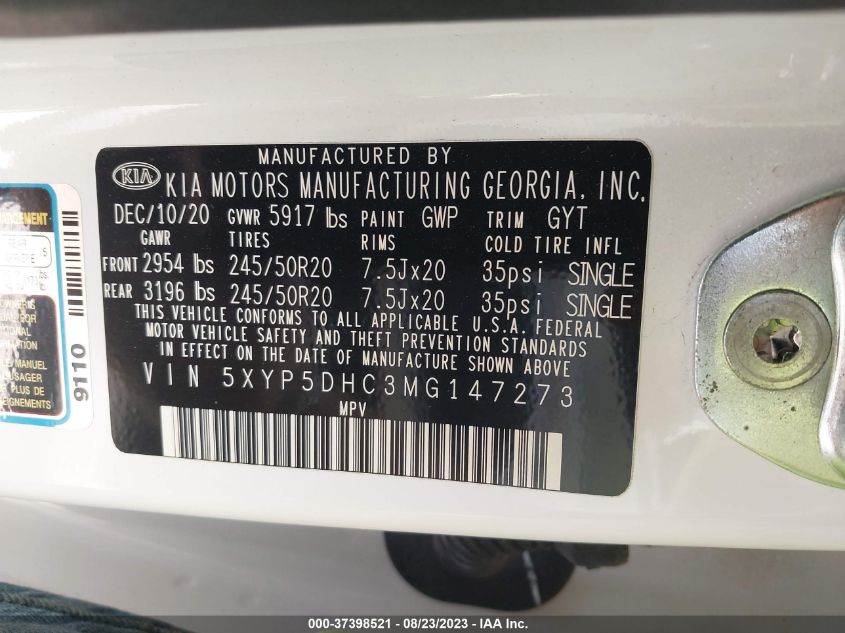 MANUFACTURED BY
KIA KIA MOTORS MANUFACTURING GEORGIA, INC.
DEC/10/20 GVWR 5917 lbs PAINT GWP TRIM GYT
GAWR TIRES RIMS COLD TIRE INFL
FRONT 2954 lbs 245/50R20 7.5Jx20 35psi SINGLE
REAR 3196 lbs 245/50R20 7.5Jx20 35psi SINGLE
THIS VEHICLE CONFORMS TO ALL APPLICABLE U.S.A. FEDERAL
MOTOR VEHICLE SAFETY AND THEFT PREVENTION STANDARDS
IN EFFECT ON THE DATE OF MANUFACTURE SHOWN ABOVE
VIN 5XYP5DHC3MG147273
MPV
REAR
5
MANUEL
PLUS
9110
000-37398521 - 08/23/2023 - IAA Inc.